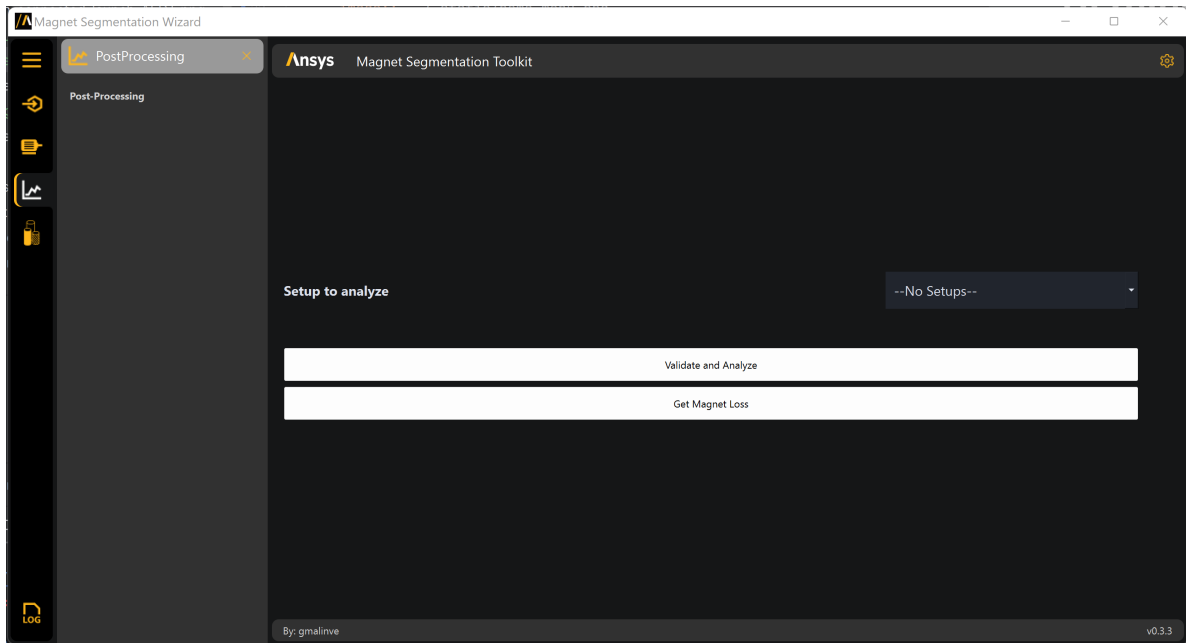 Magnet Segmentation Wizard
PostProcessing
Ansys Magnet Segmentation Toolkit
Post-Processing
Setup to analyze
--No Setups--
Validate and Analyze
Get Magnet Loss
LOG
By: gmalinve
v0.3.3